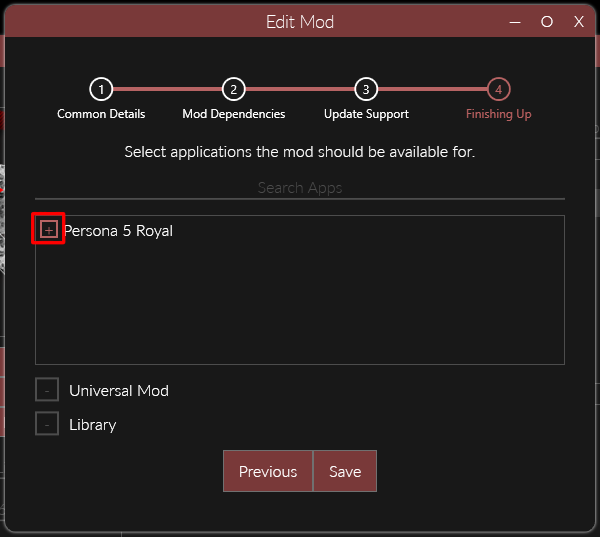 Edit Mod
— O X
1 2 3 4
Common Details Mod Dependencies Update Support Finishing Up
Select applications the mod should be available for.
Search Apps
+ Persona 5 Royal
- Universal Mod
- Library
Previous Save